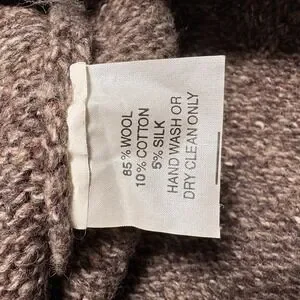 85% WOOL
10% COTTON
5% SILK
HAND WASH OR
DRY CLEAN ONLY